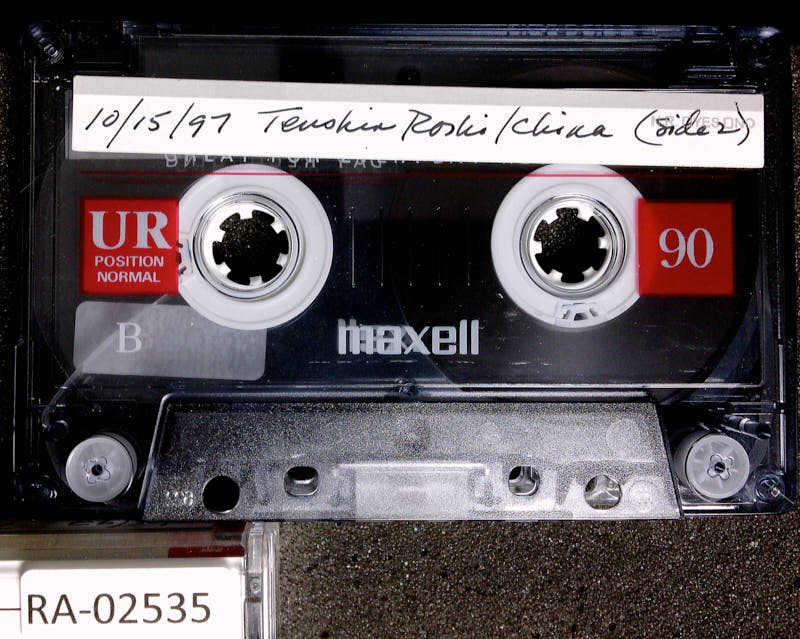 10/15/97 Tenshin Roshi/China (side 2)
UR
POSITION
NORMAL
90
B
maxell
RA-02535